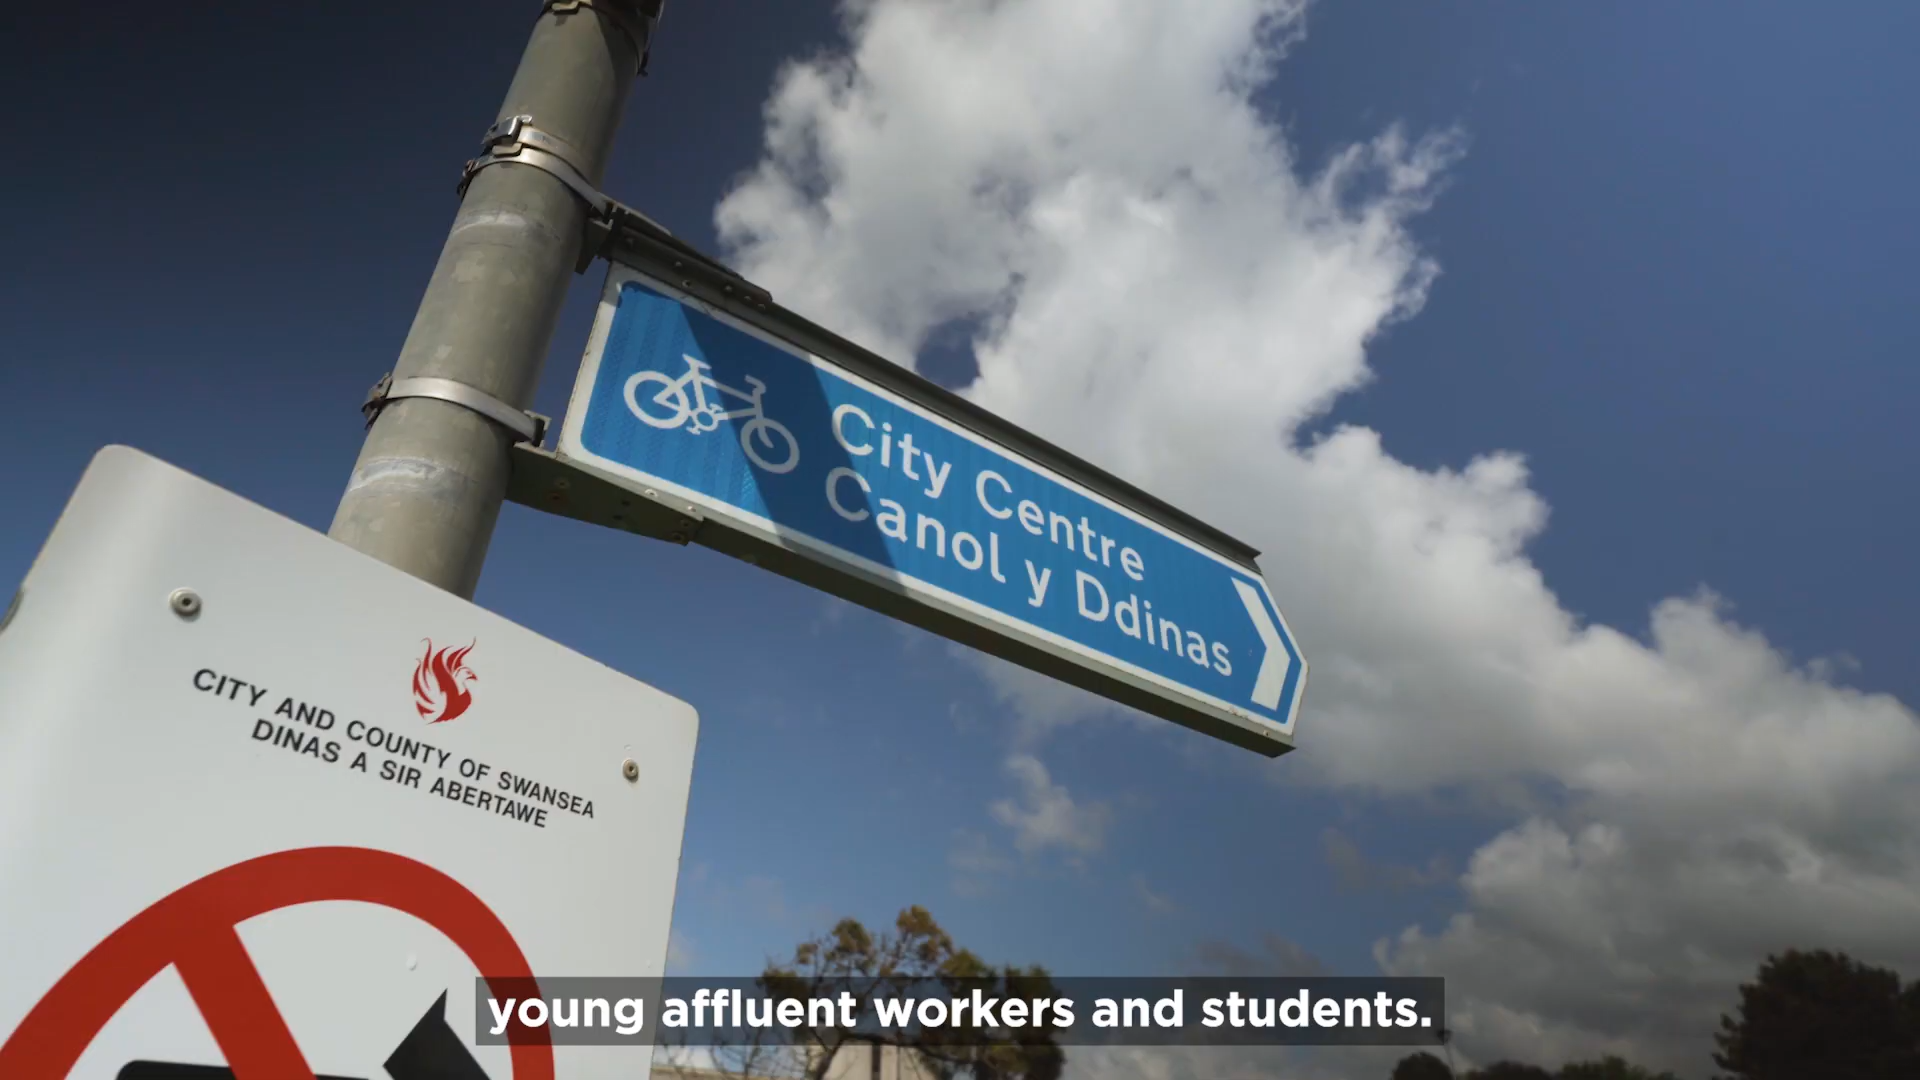 City Centre
Canol y Ddinas
CITY AND COUNTY OF SWANSEA
DINAS A SIR ABERTAWE
young affluent workers and students.